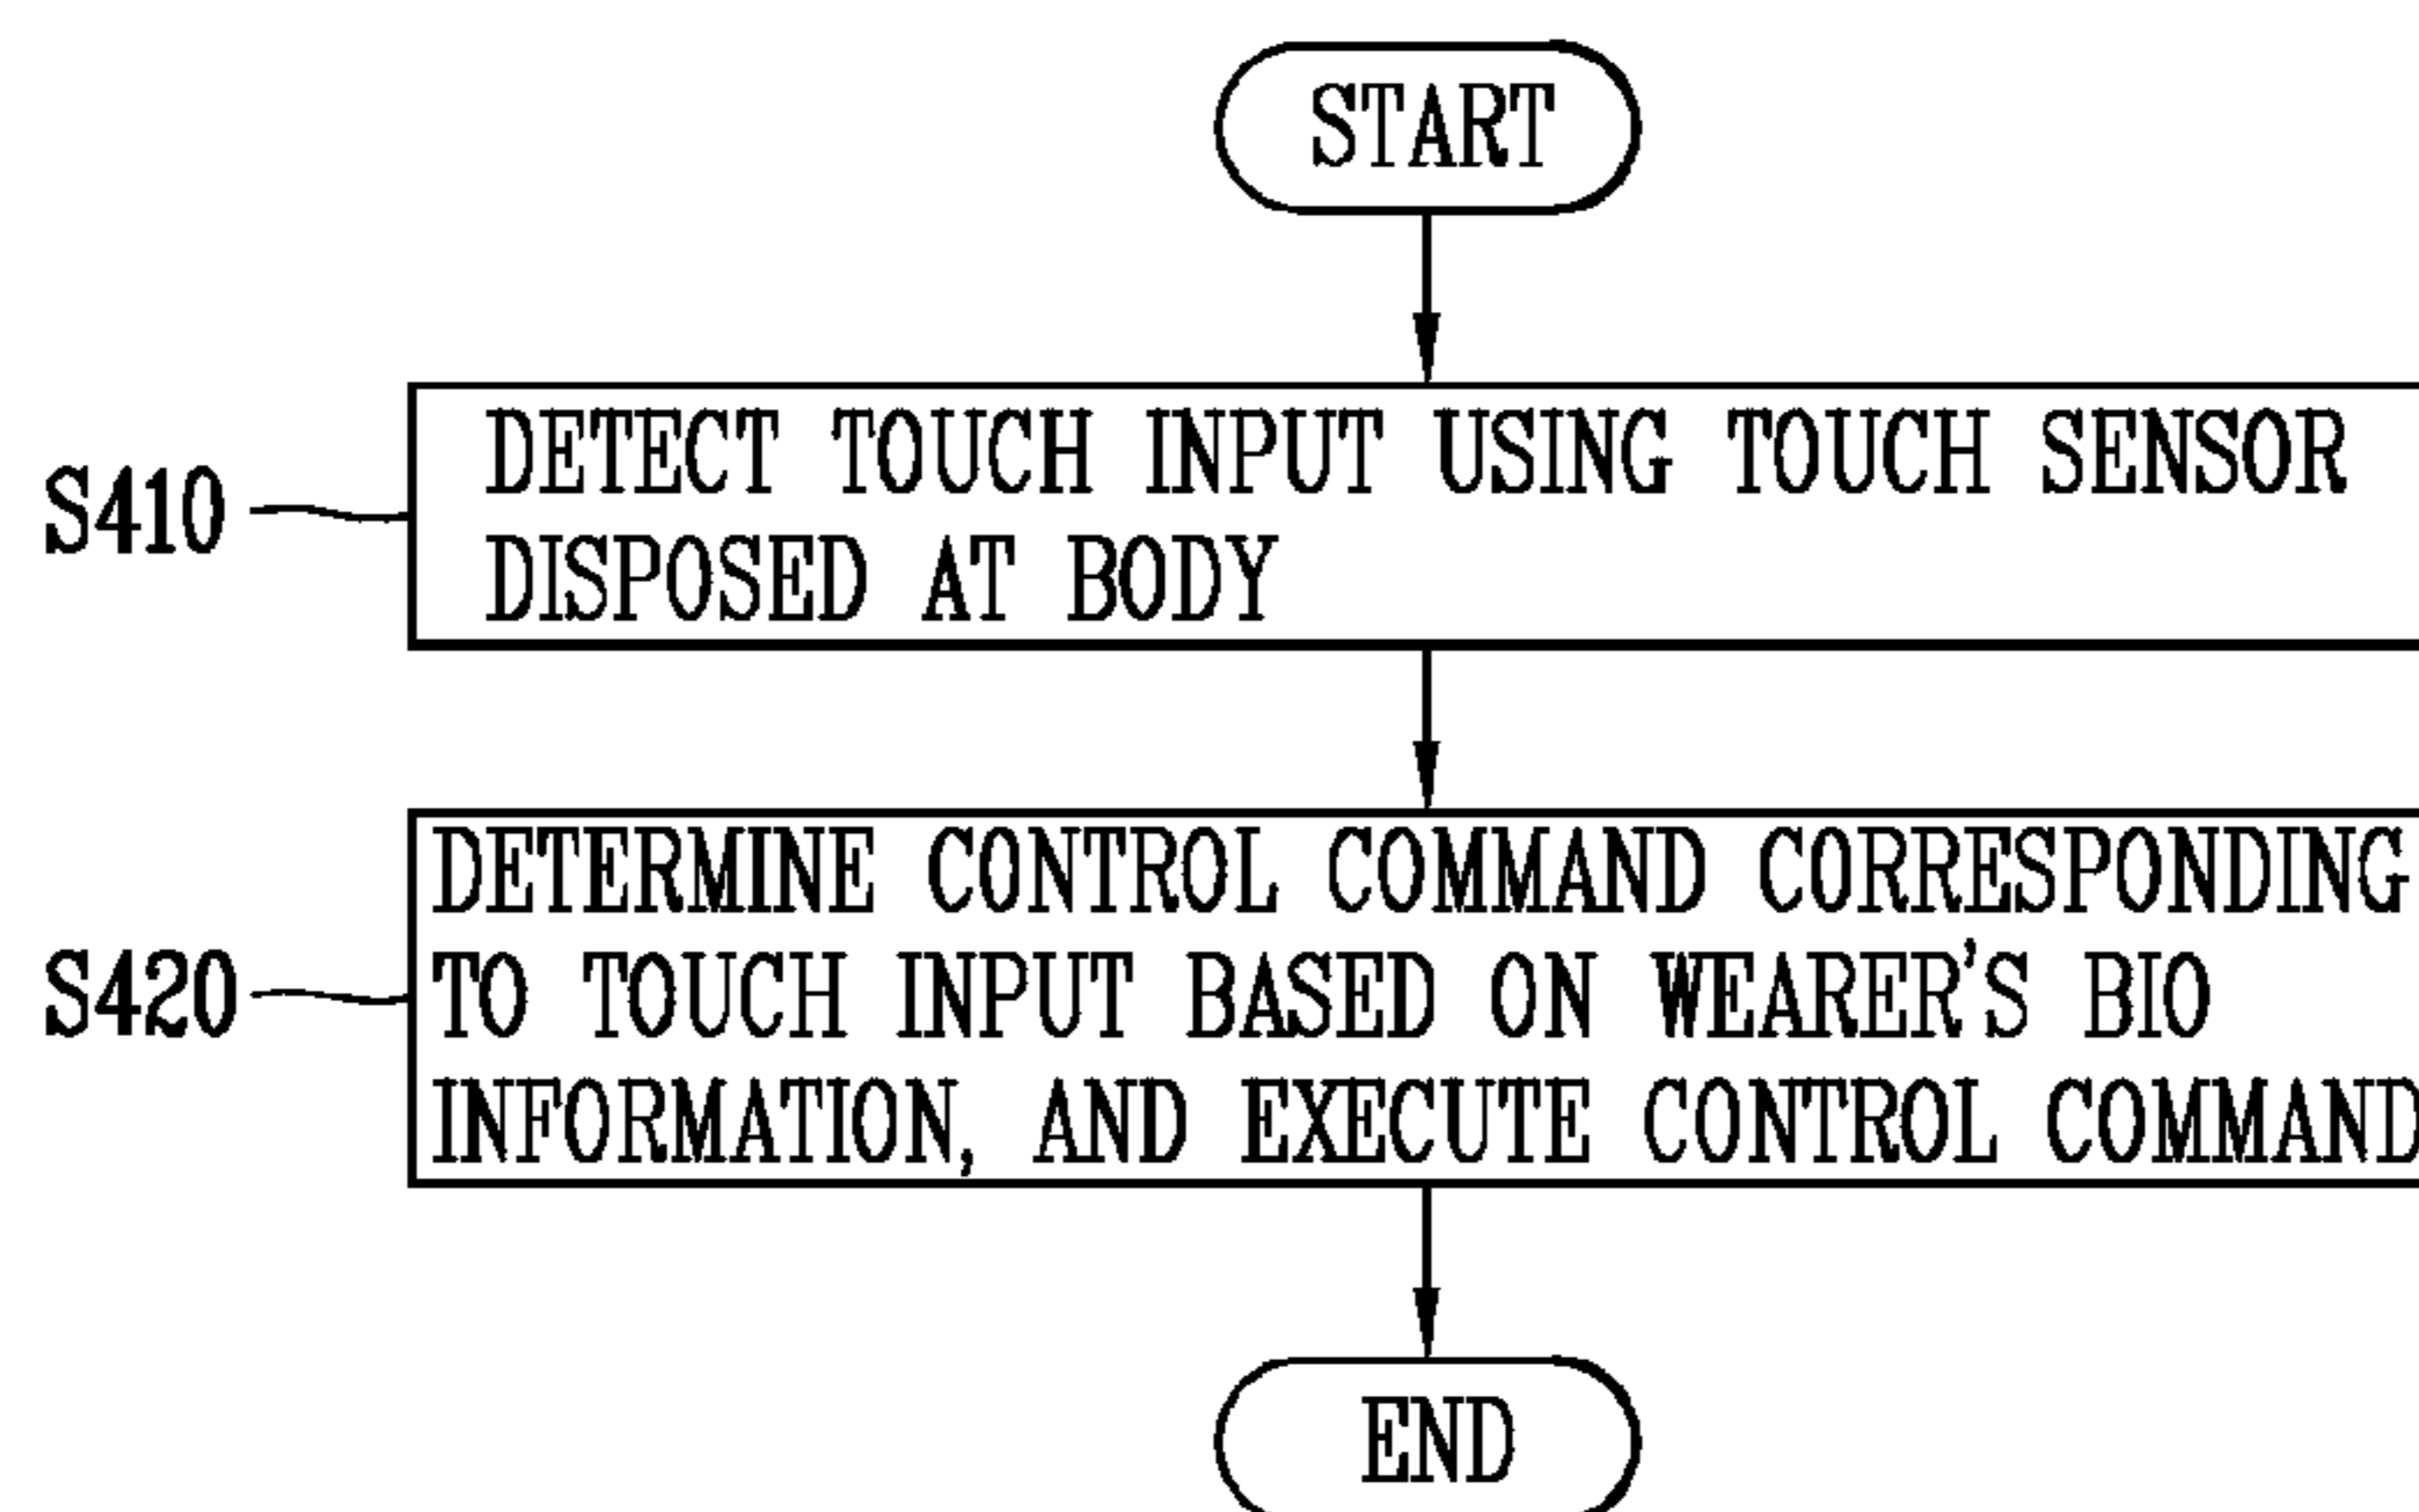 START
S410
DETECT TOUCH INPUT USING TOUCH SENSOR
DISPOSED AT BODY
S420
DETERMINE CONTROL COMMAND CORRESPONDING
TO TOUCH INPUT BASED ON WEARER'S BIO
INFORMATION, AND EXECUTE CONTROL COMMAND
END